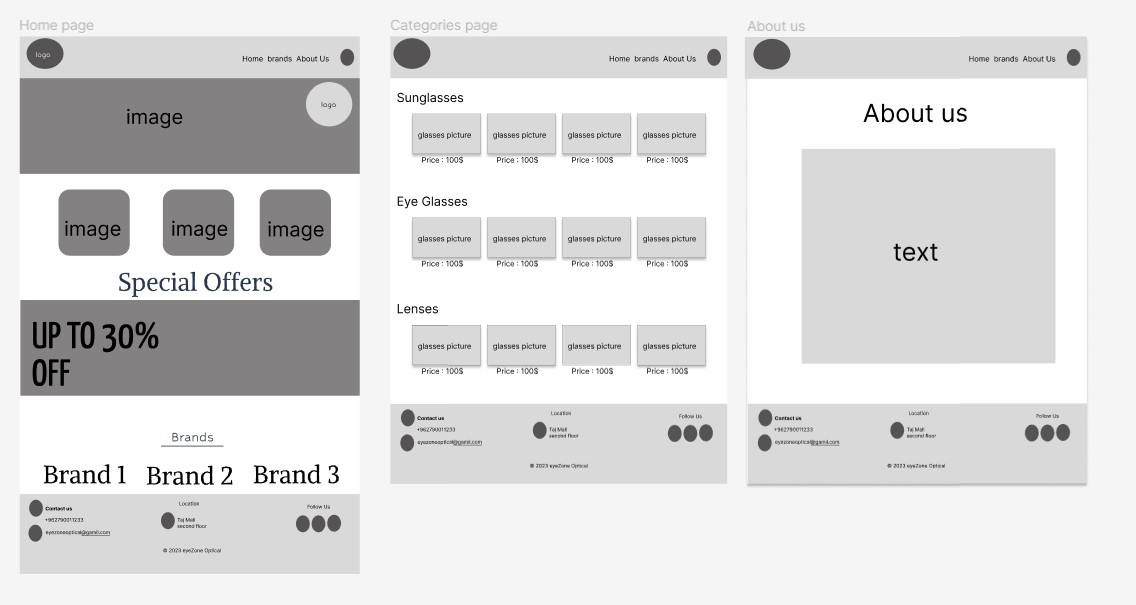 Home page
logo
Home brands About Us
image
logo
image
image
image
Special Offers
UP TO 30%
OFF
Brands
Brand 1
Brand 2
Brand 3
Contact us
+962790011233
eyezoneoptical@gamil.com
Location
Taj Mall
second floor
Follow Us
© 2023 eyeZone Optical
Categories page
Home brands About Us
Sunglasses
glasses picture
glasses picture
glasses picture
glasses picture
Price : 100$
Price : 100$
Price : 100$
Price : 100$
Eye Glasses
glasses picture
glasses picture
glasses picture
glasses picture
Price : 100$
Price : 100$
Price : 100$
Price : 100$
Lenses
glasses picture
glasses picture
glasses picture
glasses picture
Price : 100$
Price : 100$
Price : 100$
Price : 100$
Contact us
+962790011233
eyezoneoptical@gamil.com
Location
Taj Mall
second floor
Follow Us
© 2023 eyeZone Optical
About us
Home brands About Us
About us
text
Contact us
+962790011233
eyezoneoptical@gamil.com
Location
Taj Mall
second floor
Follow Us
© 2023 eyeZone Optical